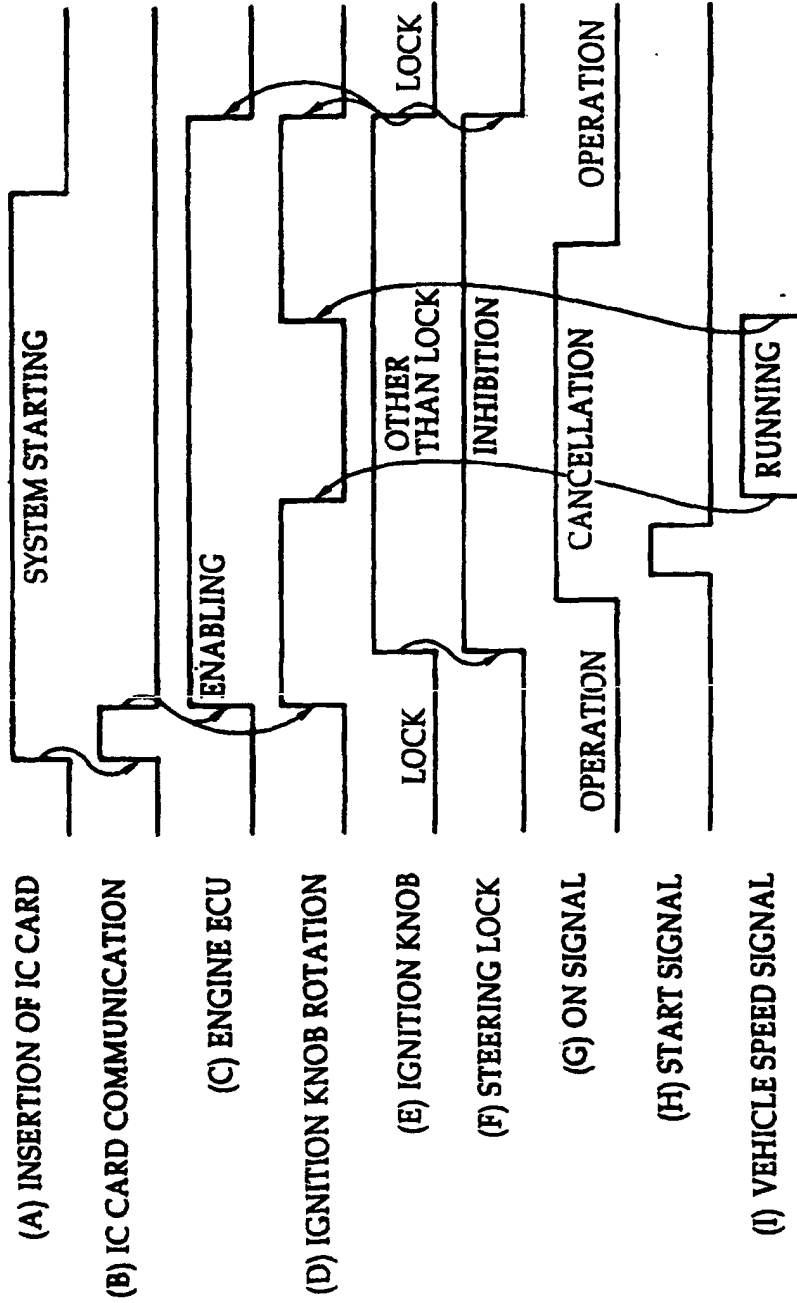 (A) INSERTION OF IC CARD
SYSTEM STARTING
(B) IC CARD COMMUNICATION
(C) ENGINE ECU
ENABLING
(D) IGNITION KNOB ROTATION
(E) IGNITION KNOB
LOCK
OTHER
THAN LOCK
LOCK
(F) STEERING LOCK
INHIBITION
(G) ON SIGNAL
OPERATION
CANCELLATION
OPERATION
(H) START SIGNAL
(I) VEHICLE SPEED SIGNAL
RUNNING